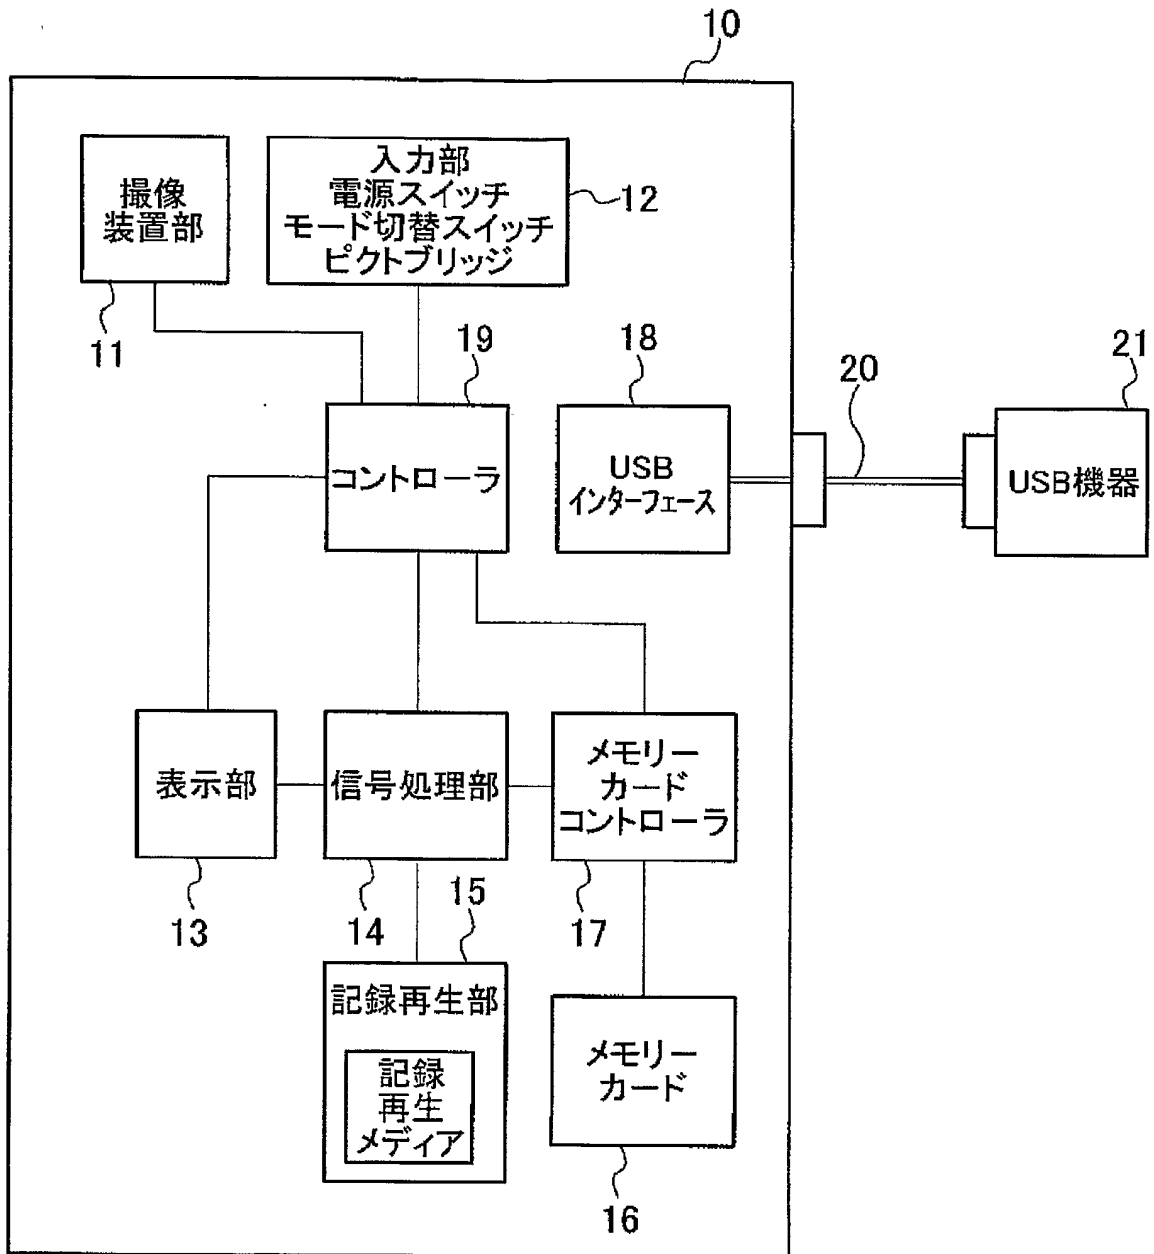 10
撮像
装置部
11
入力部
電源スイッチ
モード切替スイッチ
ピクトブリッジ
12
19
コントローラ
18
USB
インターフェース
20
21
USB機器
表示部
13
信号処理部
14
メモリー
カード
コントローラ
17
15
記録再生部
記録
再生
メディア
メモリー
カード
16